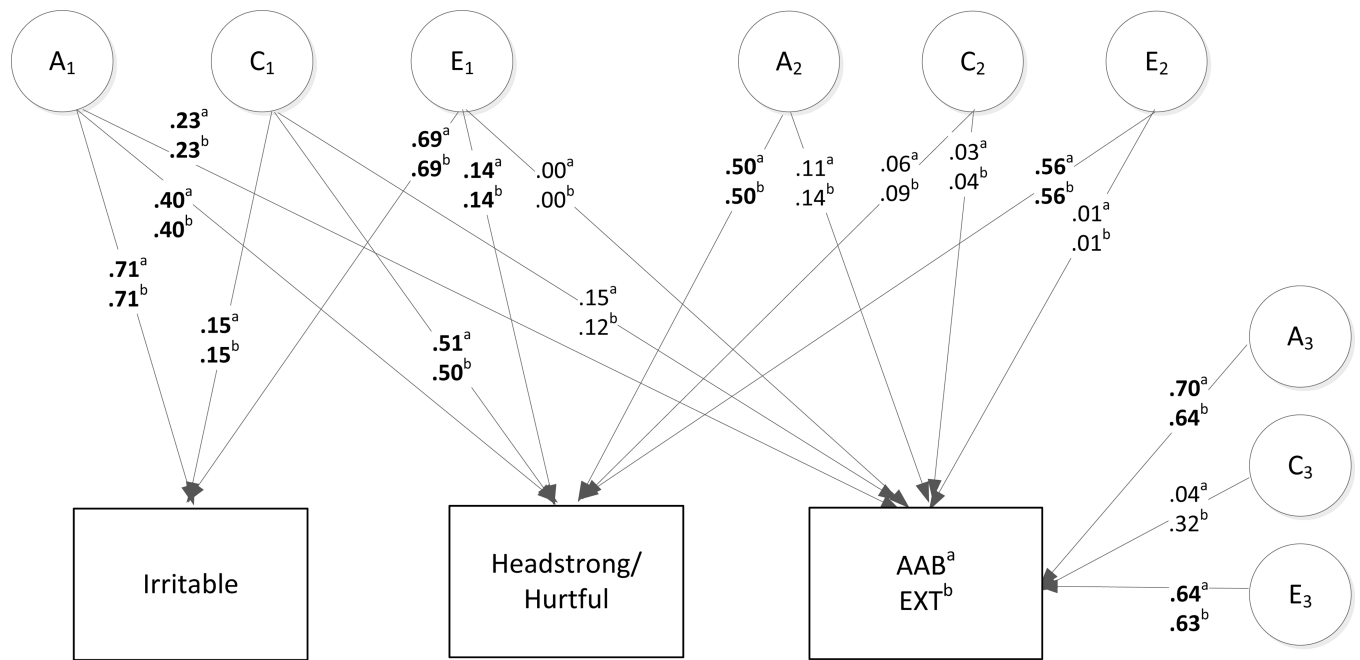 A₁ C₁ E₁ A₂ C₂ E₂
.23ᵃ
.23ᵇ
.40ᵃ
.40ᵇ
.71ᵃ
.71ᵇ
.15ᵃ
.15ᵇ
.51ᵃ
.50ᵇ
.15ᵃ
.12ᵇ
.69ᵃ
.69ᵇ
.14ᵃ
.14ᵇ
.00ᵃ
.00ᵇ
.50ᵃ
.50ᵇ
.11ᵃ
.14ᵇ
.06ᵃ
.09ᵇ
.03ᵃ
.04ᵇ
.56ᵃ
.56ᵇ
.01ᵃ
.01ᵇ
A₃
.70ᵃ
.64ᵇ
C₃
.04ᵃ
.32ᵇ
E₃
.64ᵃ
.63ᵇ
Irritable
Headstrong/
Hurtful
AABᵃ
EXTᵇ